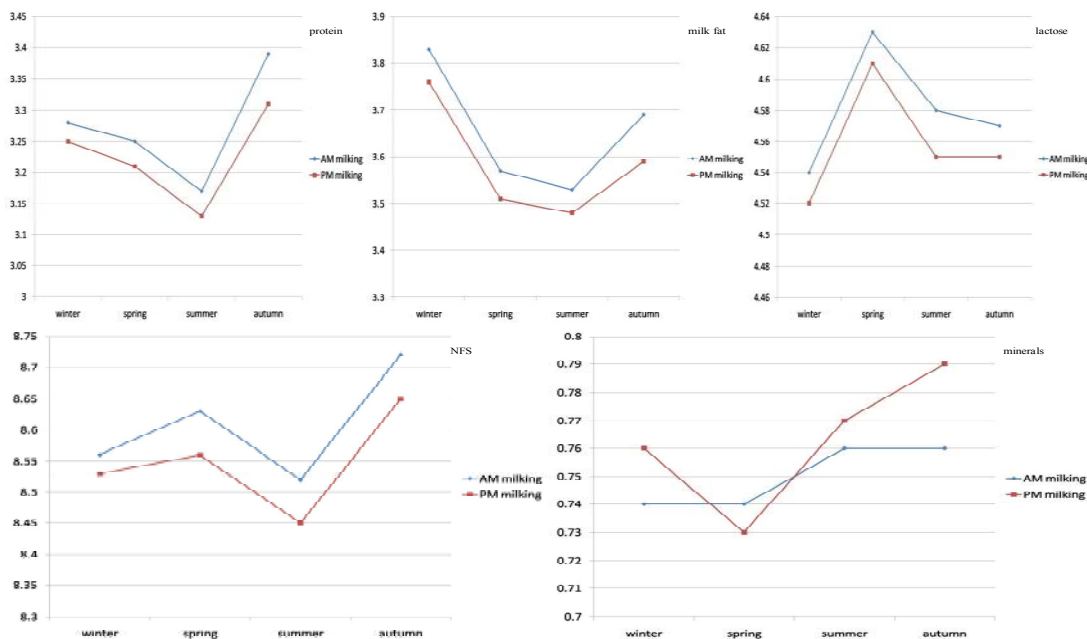 protein
3.45
3.4
3.35
3.3
3.25
3.2
3.15
3.1
3.05
3
winter spring summer autumn
AM milking
PM milking
milk fat
3.9
3.8
3.7
3.6
3.5
3.4
3.3
winter spring summer autumn
AM milking
PM milking
lactose
4.64
4.62
4.6
4.58
4.56
4.54
4.52
4.5
4.48
4.46
winter spring summer autumn
AM milking
PM milking
NFS
8.75
8.7
8.65
8.6
8.55
8.5
8.45
8.4
8.35
8.3
winter spring summer autumn
AM milking
PM milking
minerals
0.8
0.79
0.78
0.77
0.76
0.75
0.74
0.73
0.72
0.71
0.7
winter spring summer autumn
AM milking
PM milking